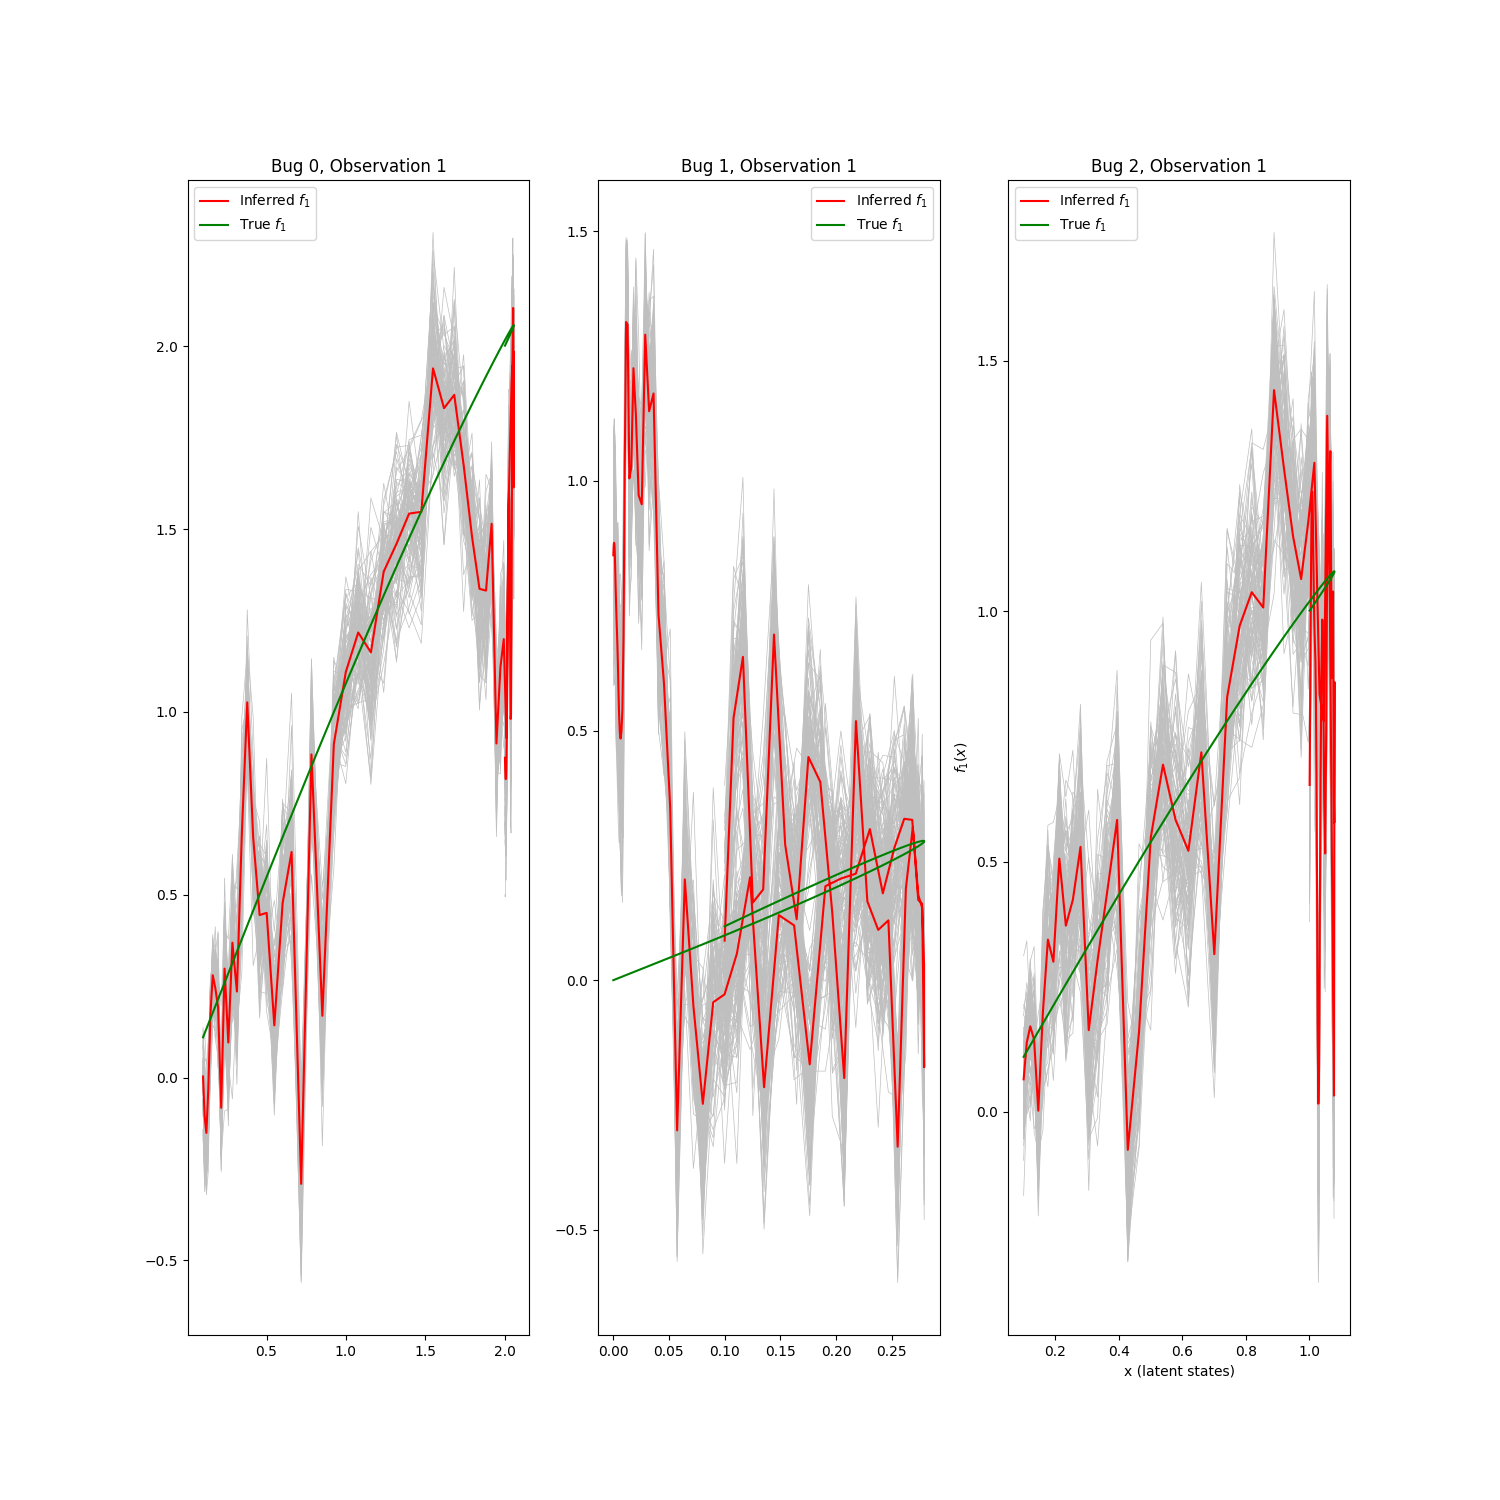 Bug 0, Observation 1
Inferred f₁
True f₁
2.0
1.5
1.0
0.5
0.0
−0.5
0.5 1.0 1.5 2.0
Bug 1, Observation 1
Inferred f₁
True f₁
1.5
1.0
0.5
0.0
−0.5
0.00 0.05 0.10 0.15 0.20 0.25
Bug 2, Observation 1
Inferred f₁
True f₁
f₁(x)
1.5
1.0
0.5
0.0
0.2 0.4 0.6 0.8 1.0
x (latent states)